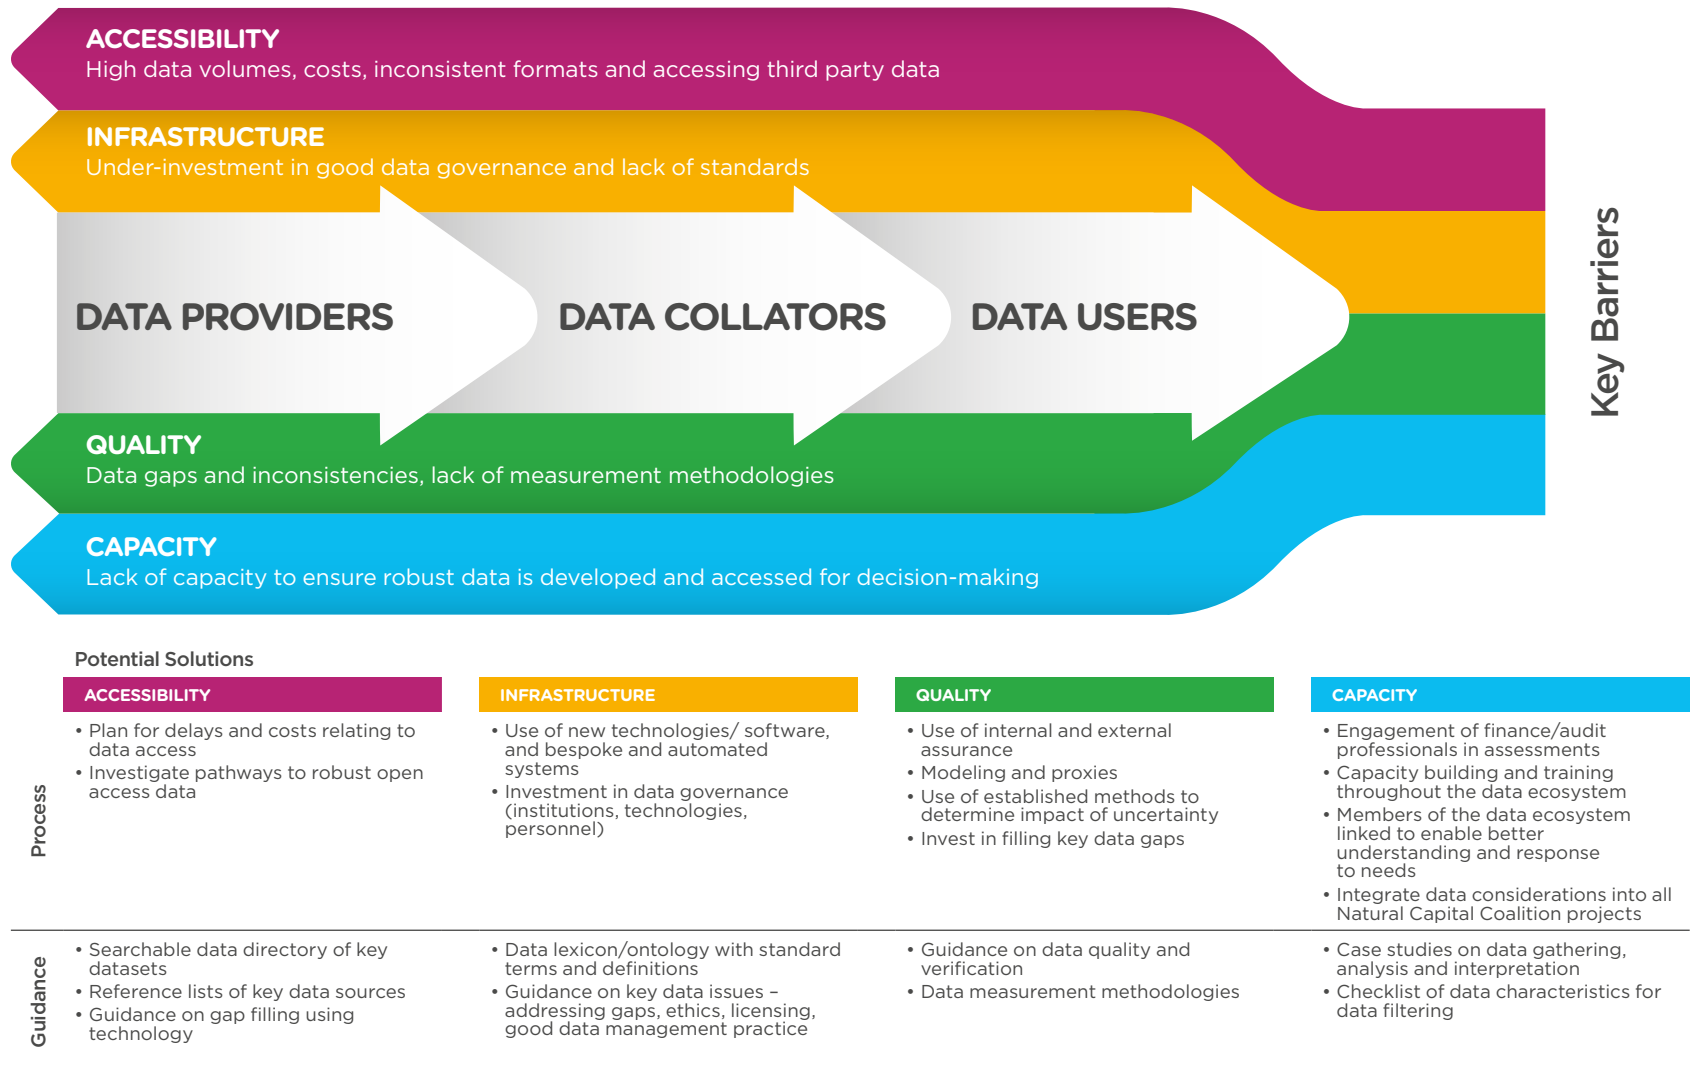 ACCESSIBILITY
High data volumes, costs, inconsistent formats and accessing third party data
INFRASTRUCTURE
Under-investment in good data governance and lack of standards
DATA PROVIDERS
DATA COLLATORS
DATA USERS
Key Barriers
QUALITY
Data gaps and inconsistencies, lack of measurement methodologies
CAPACITY
Lack of capacity to ensure robust data is developed and accessed for decision-making
Potential Solutions
Process
ACCESSIBILITY
• Plan for delays and costs relating to
data access
• Investigate pathways to robust open
access data
INFRASTRUCTURE
• Use of new technologies/ software,
and bespoke and automated
systems
• Investment in data governance
(institutions, technologies,
personnel)
QUALITY
• Use of internal and external
assurance
• Modeling and proxies
• Use of established methods to
determine impact of uncertainty
• Invest in filling key data gaps
CAPACITY
• Engagement of finance/audit
professionals in assessments
• Capacity building and training
throughout the data ecosystem
• Members of the data ecosystem
linked to enable better
understanding and response
to needs
• Integrate data considerations into all
Natural Capital Coalition projects
Guidance
• Searchable data directory of key
datasets
• Reference lists of key data sources
• Guidance on gap filling using
technology
• Data lexicon/ontology with standard
terms and definitions
• Guidance on key data issues –
addressing gaps, ethics, licensing,
good data management practice
• Guidance on data quality and
verification
• Data measurement methodologies
• Case studies on data gathering,
analysis and interpretation
• Checklist of data characteristics for
data filtering